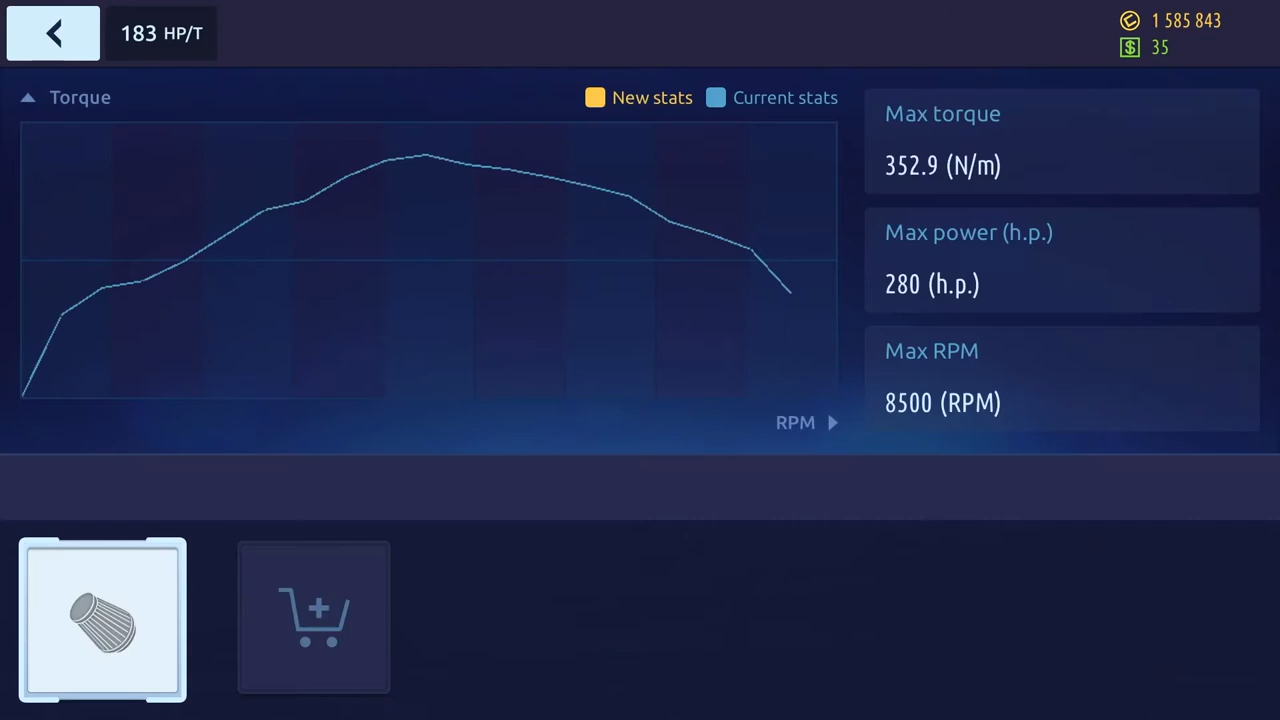 183 HP/T
1 585 843
35
Torque
New stats
Current stats
RPM
Max torque
352.9 (N/m)
Max power (h.p.)
280 (h.p.)
Max RPM
8500 (RPM)